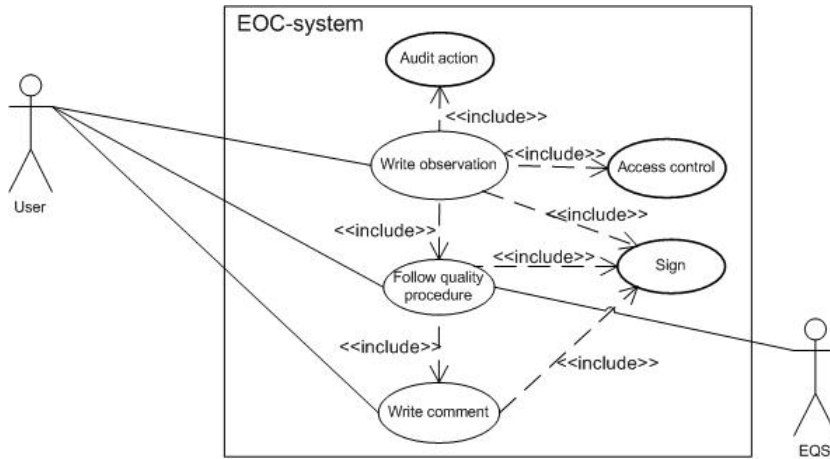 EOC-system
Audit action
<<include>>
Write observation
<<include>>
Access control
User
<<include>>
<<include>>
<<include>>
Follow quality
procedure
Sign
<<include>>
<<include>>
Write comment
EQS